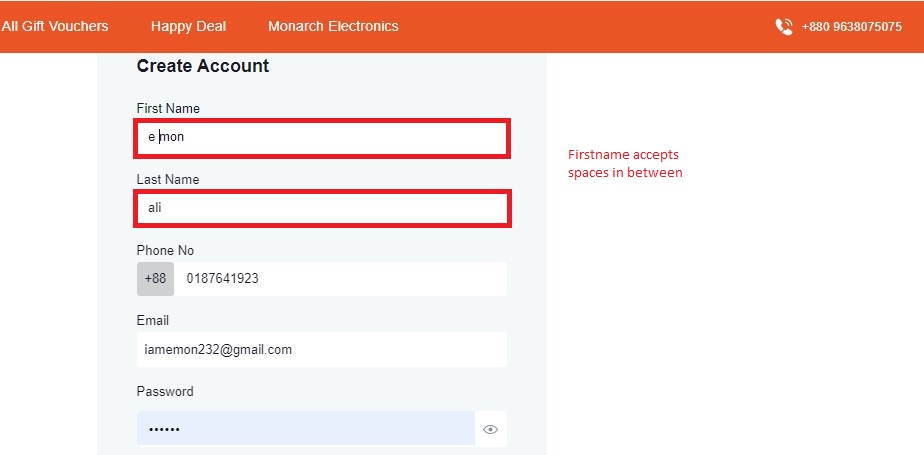 All Gift Vouchers Happy Deal Monarch Electronics +880 9638075075
Create Account
First Name
e mon
Firstname accepts
spaces in between
Last Name
ali
Phone No
+88 0187641923
Email
iamemon232@gmail.com
Password
••••••